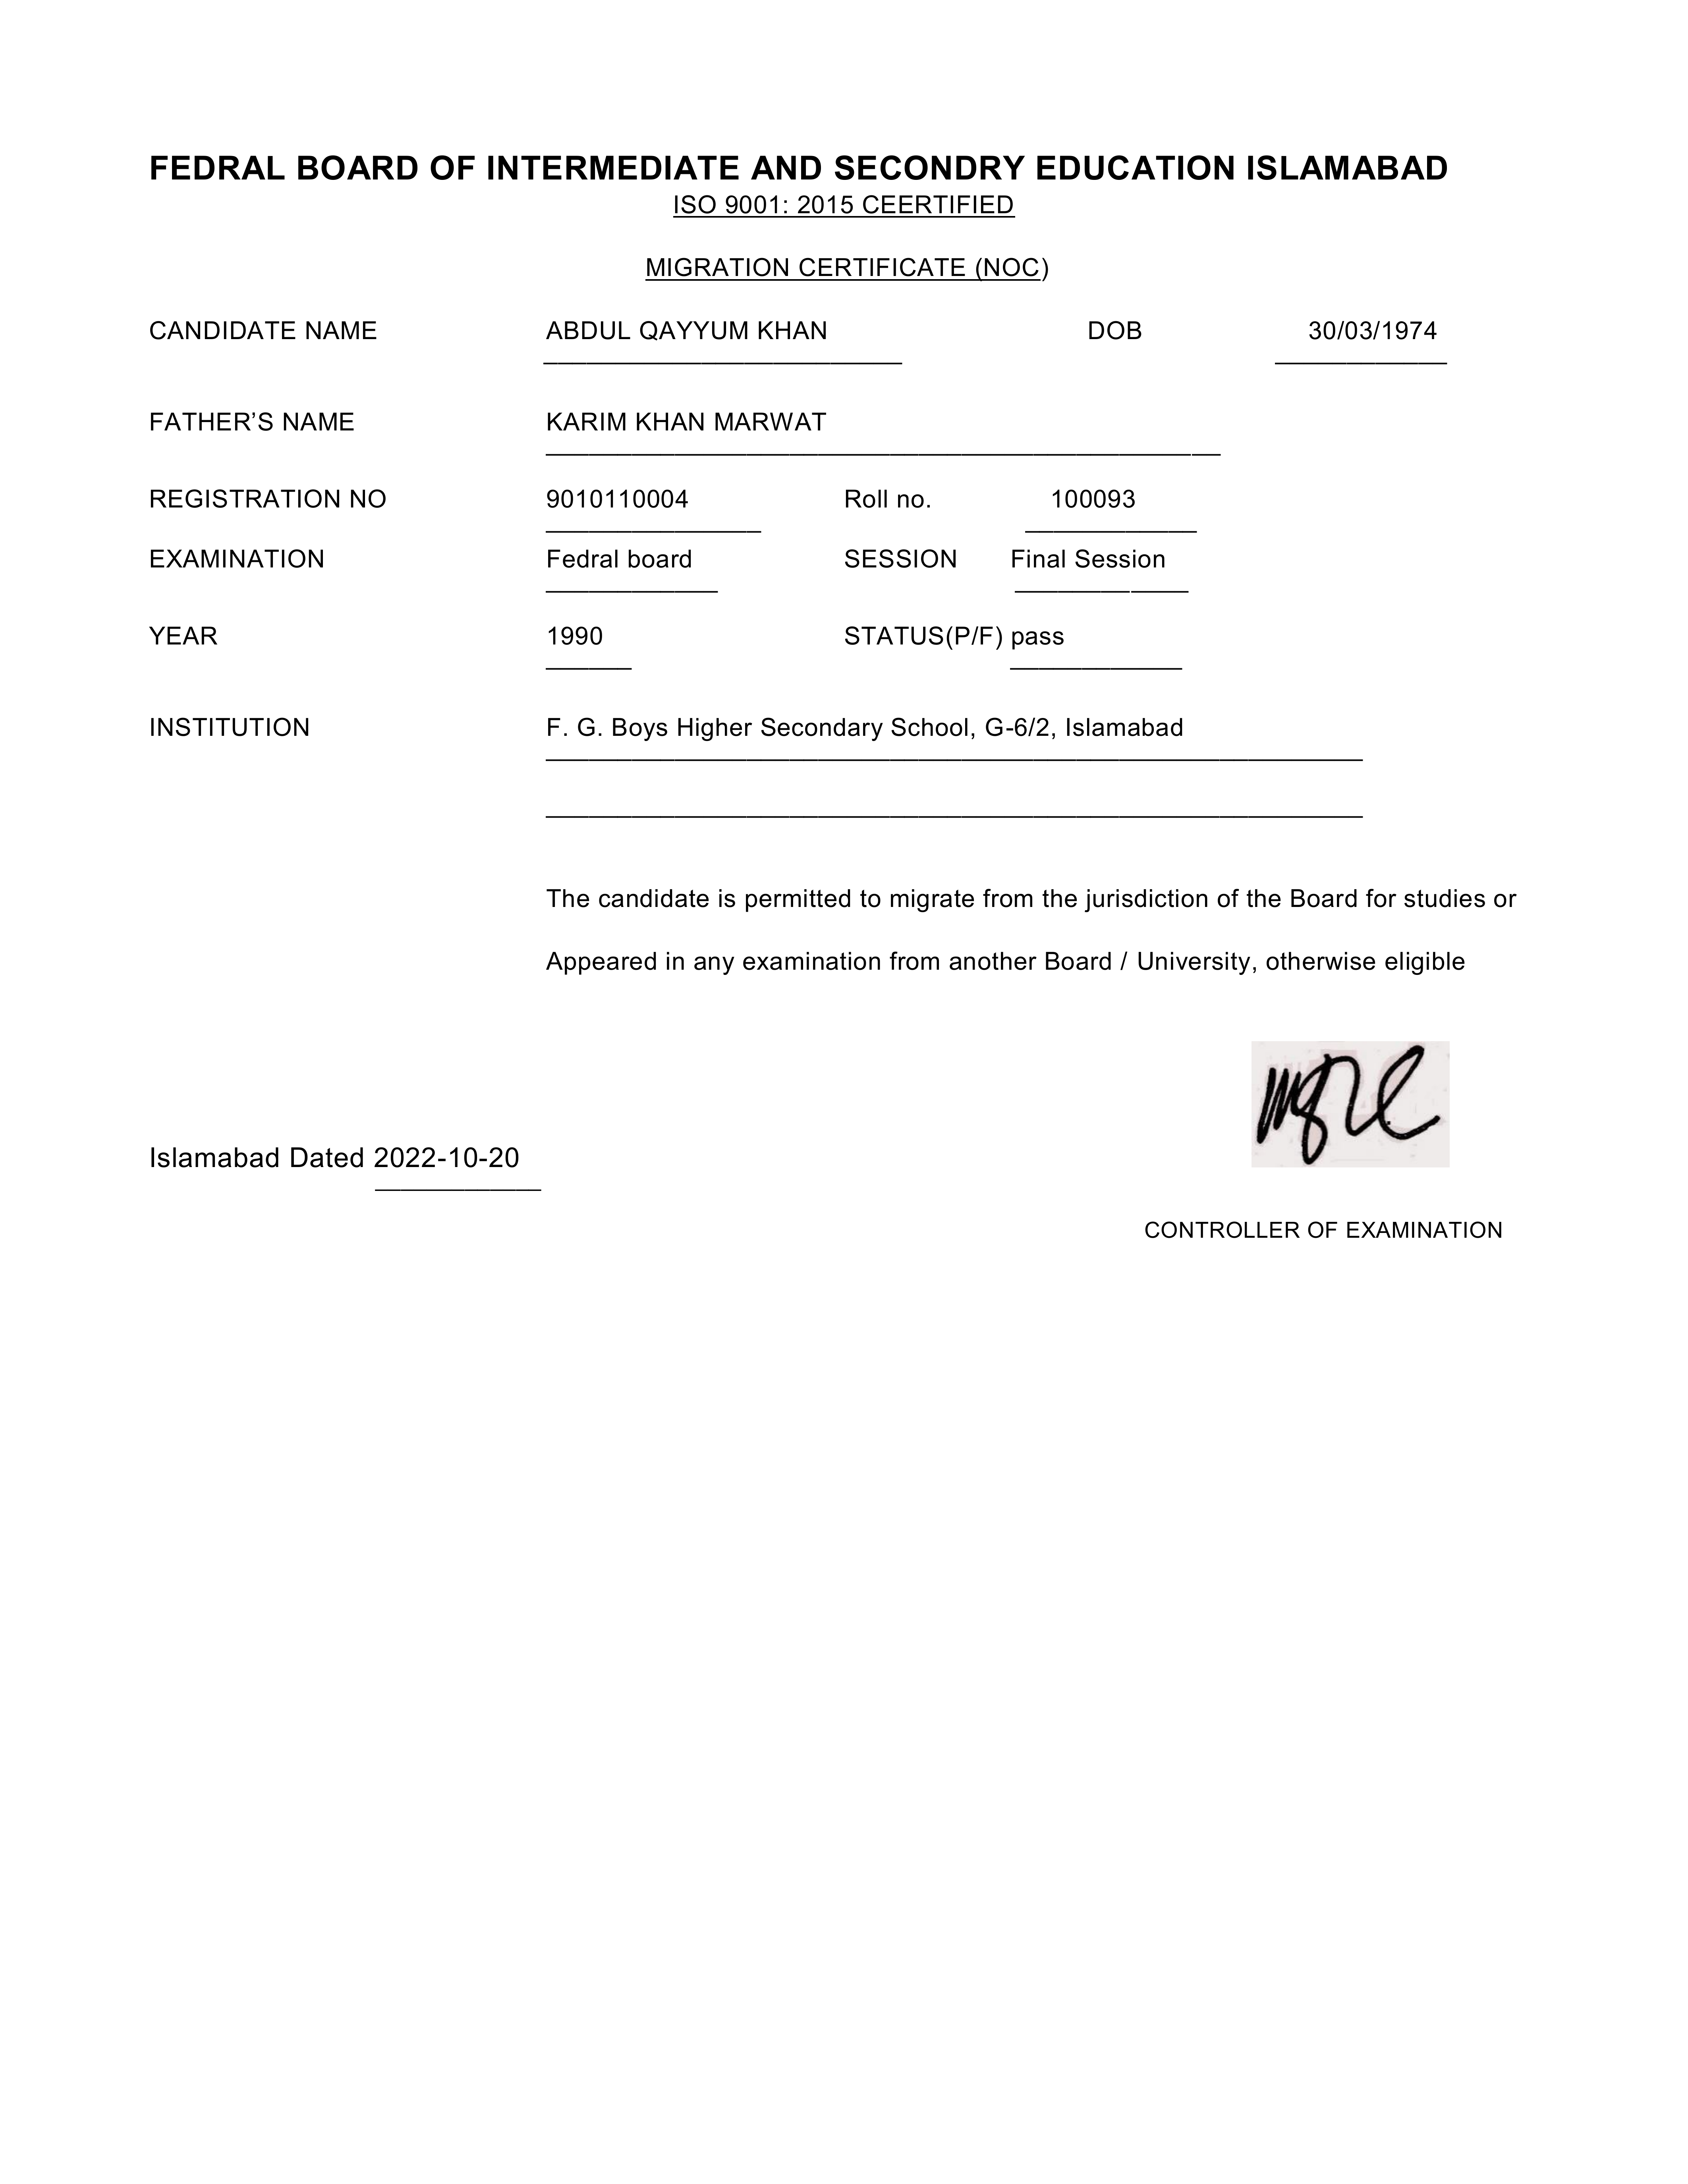 FEDRAL BOARD OF INTERMEDIATE AND SECONDRY EDUCATION ISLAMABAD
ISO 9001: 2015 CEERTIFIED
MIGRATION CERTIFICATE (NOC)
CANDIDATE NAME ABDUL QAYYUM KHAN DOB 30/03/1974
FATHER’S NAME KARIM KHAN MARWAT
REGISTRATION NO 9010110004 Roll no. 100093
EXAMINATION Fedral board SESSION Final Session
YEAR 1990 STATUS(P/F) pass
INSTITUTION F. G. Boys Higher Secondary School, G-6/2, Islamabad
The candidate is permitted to migrate from the jurisdiction of the Board for studies or
Appeared in any examination from another Board / University, otherwise eligible
Islamabad Dated 2022-10-20
CONTROLLER OF EXAMINATION